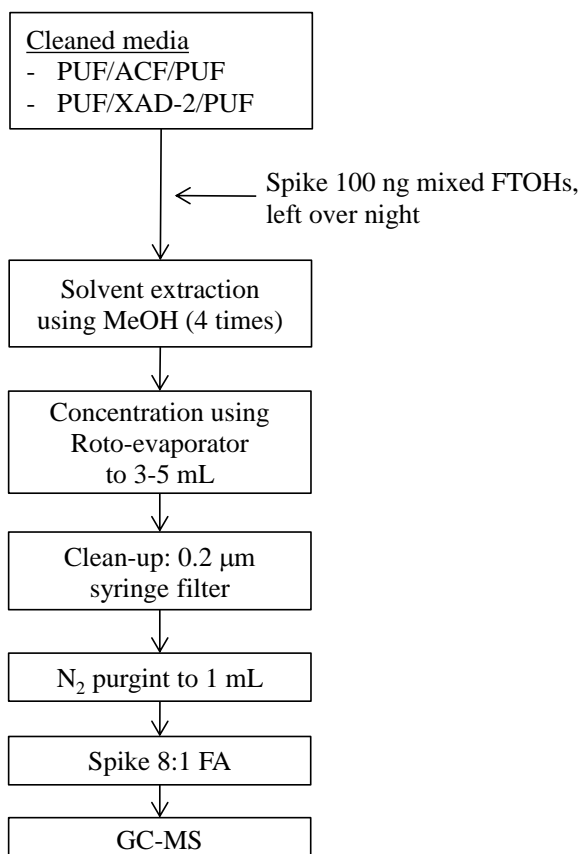 Cleaned media
- PUF/ACF/PUF
- PUF/XAD-2/PUF
Spike 100 ng mixed FTOHs,
left over night
Solvent extraction
using MeOH (4 times)
Concentration using
Roto-evaporator
to 3-5 mL
Clean-up: 0.2 μm
syringe filter
N₂ purgint to 1 mL
Spike 8:1 FA
GC-MS